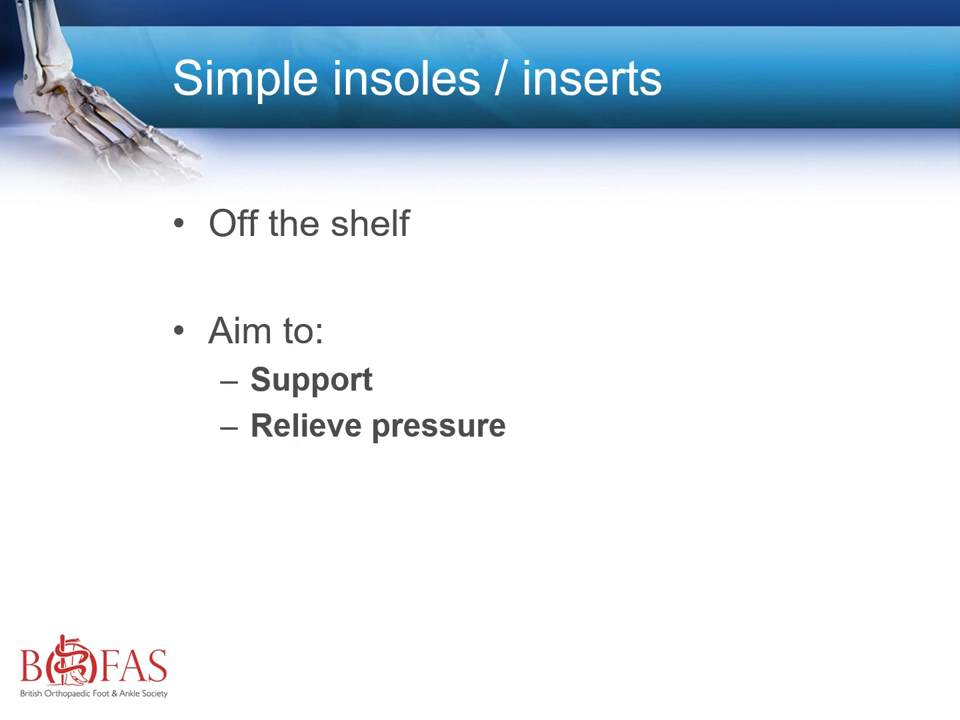 Simple insoles / inserts
• Off the shelf
• Aim to:
– Support
– Relieve pressure
BOFAS
British Orthopaedic Foot & Ankle Society